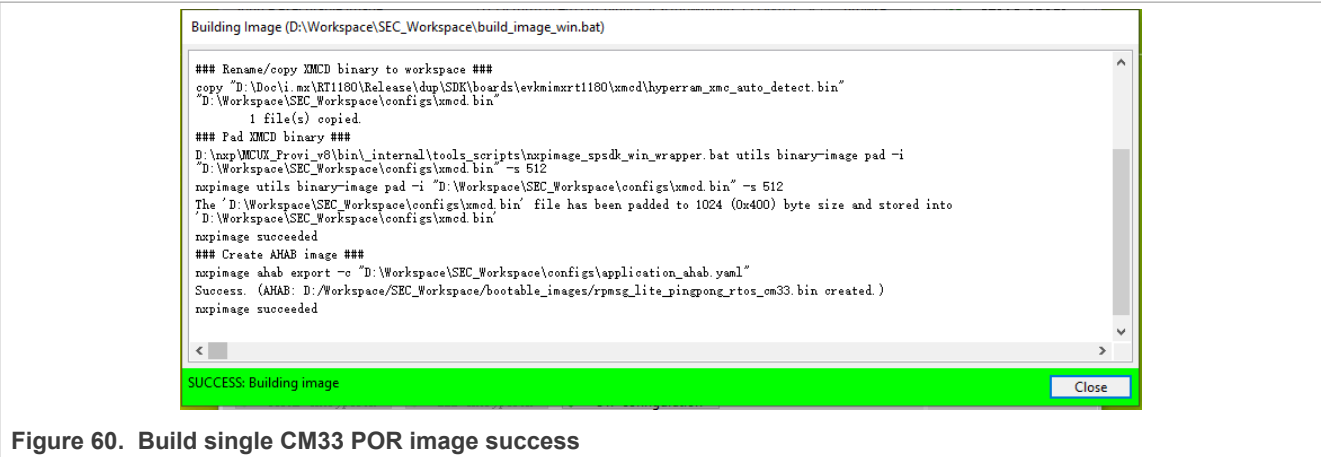 Building Image (D:\Workspace\SEC_Workspace\build_image_win.bat)
### Rename/copy XMCD binary to workspace ###
copy "D:\Doc\i.mx\RT1180\Release\dup\SDK\boards\evkmimxrt1180\xmcd\hyperram_xmc_auto_detect.bin"
"D:\Workspace\SEC_Workspace\configs\xmcd.bin"
1 file(s) copied.
### Pad XMCD binary ###
D:\nxp\MCUX_Provi_v8\bin\_internal\tools_scripts\nxpimage_spsdk_win_wrapper.bat utils binary-image pad -i
"D:\Workspace\SEC_Workspace\configs\xmcd.bin" -s 512
nxpimage utils binary-image pad -i "D:\Workspace\SEC_Workspace\configs\xmcd.bin" -s 512
The 'D:\Workspace\SEC_Workspace\configs\xmcd.bin' file has been padded to 1024 (0x400) byte size and stored into
'D:\Workspace\SEC_Workspace\configs\xmcd.bin'
nxpimage succeeded
### Create AHAB image ###
nxpimage ahab export -c "D:\Workspace\SEC_Workspace\configs\application_ahab.yaml"
Success. (AHAB: D:/Workspace/SEC_Workspace/bootable_images/rpmsg_lite_pingpong_rtos_cm33.bin created.)
nxpimage succeeded
SUCCESS: Building image
Close
Figure 60. Build single CM33 POR image success